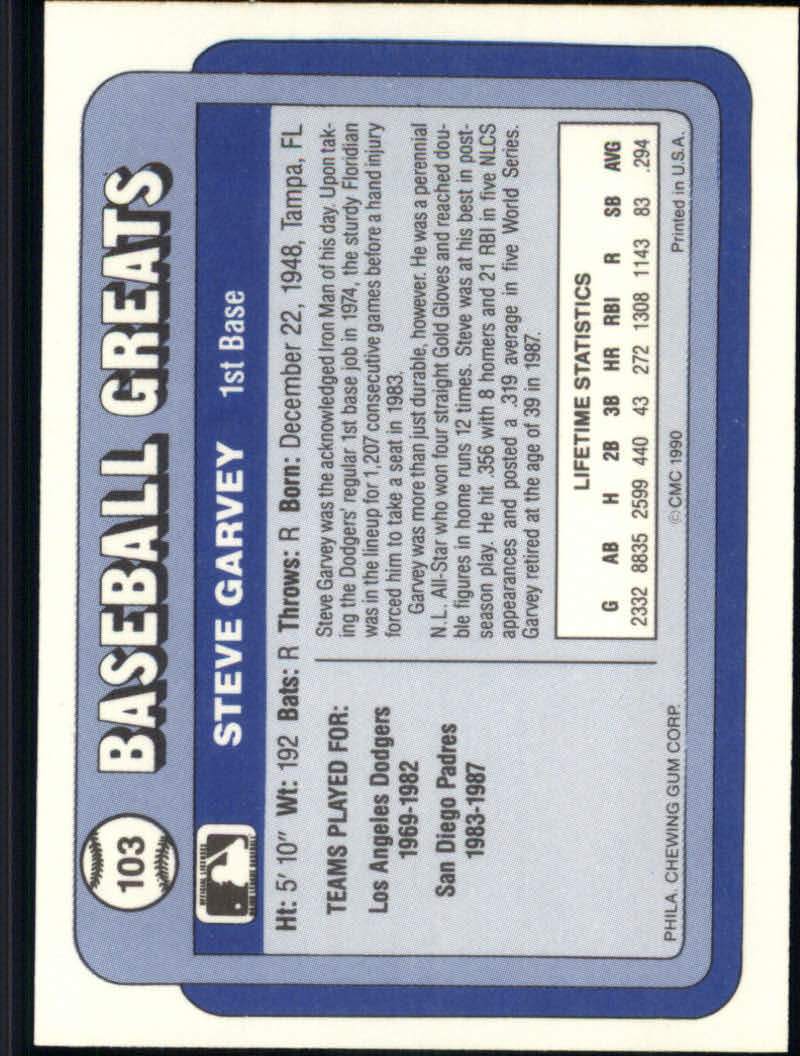 103
BASEBALL GREATS
STEVE GARVEY 1st Base
Ht: 5' 10" Wt: 192 Bats: R Throws: R Born: December 22, 1948, Tampa, FL
TEAMS PLAYED FOR:
Los Angeles Dodgers
1969-1982
San Diego Padres
1983-1987
Steve Garvey was the acknowledged Iron Man of his day. Upon tak-
ing the Dodgers' regular 1st base job in 1974, the sturdy Floridian
was in the lineup for 1,207 consecutive games before a hand injury
forced him to take a seat in 1983.
Garvey was more than just durable, however. He was a perennial
N.L. All-Star who won four straight Gold Gloves and reached dou-
ble figures in home runs 12 times. Steve was at his best in post-
season play. He hit .356 with 8 homers and 21 RBI in five NLCS
appearances and posted a .319 average in five World Series.
Garvey retired at the age of 39 in 1987.
LIFETIME STATISTICS
G AB H 2B 3B HR RBI R SB AVG
2332 8835 2599 440 43 272 1308 1143 83 .294
PHILA. CHEWING GUM CORP. © CMC 1990 Printed in U.S.A.